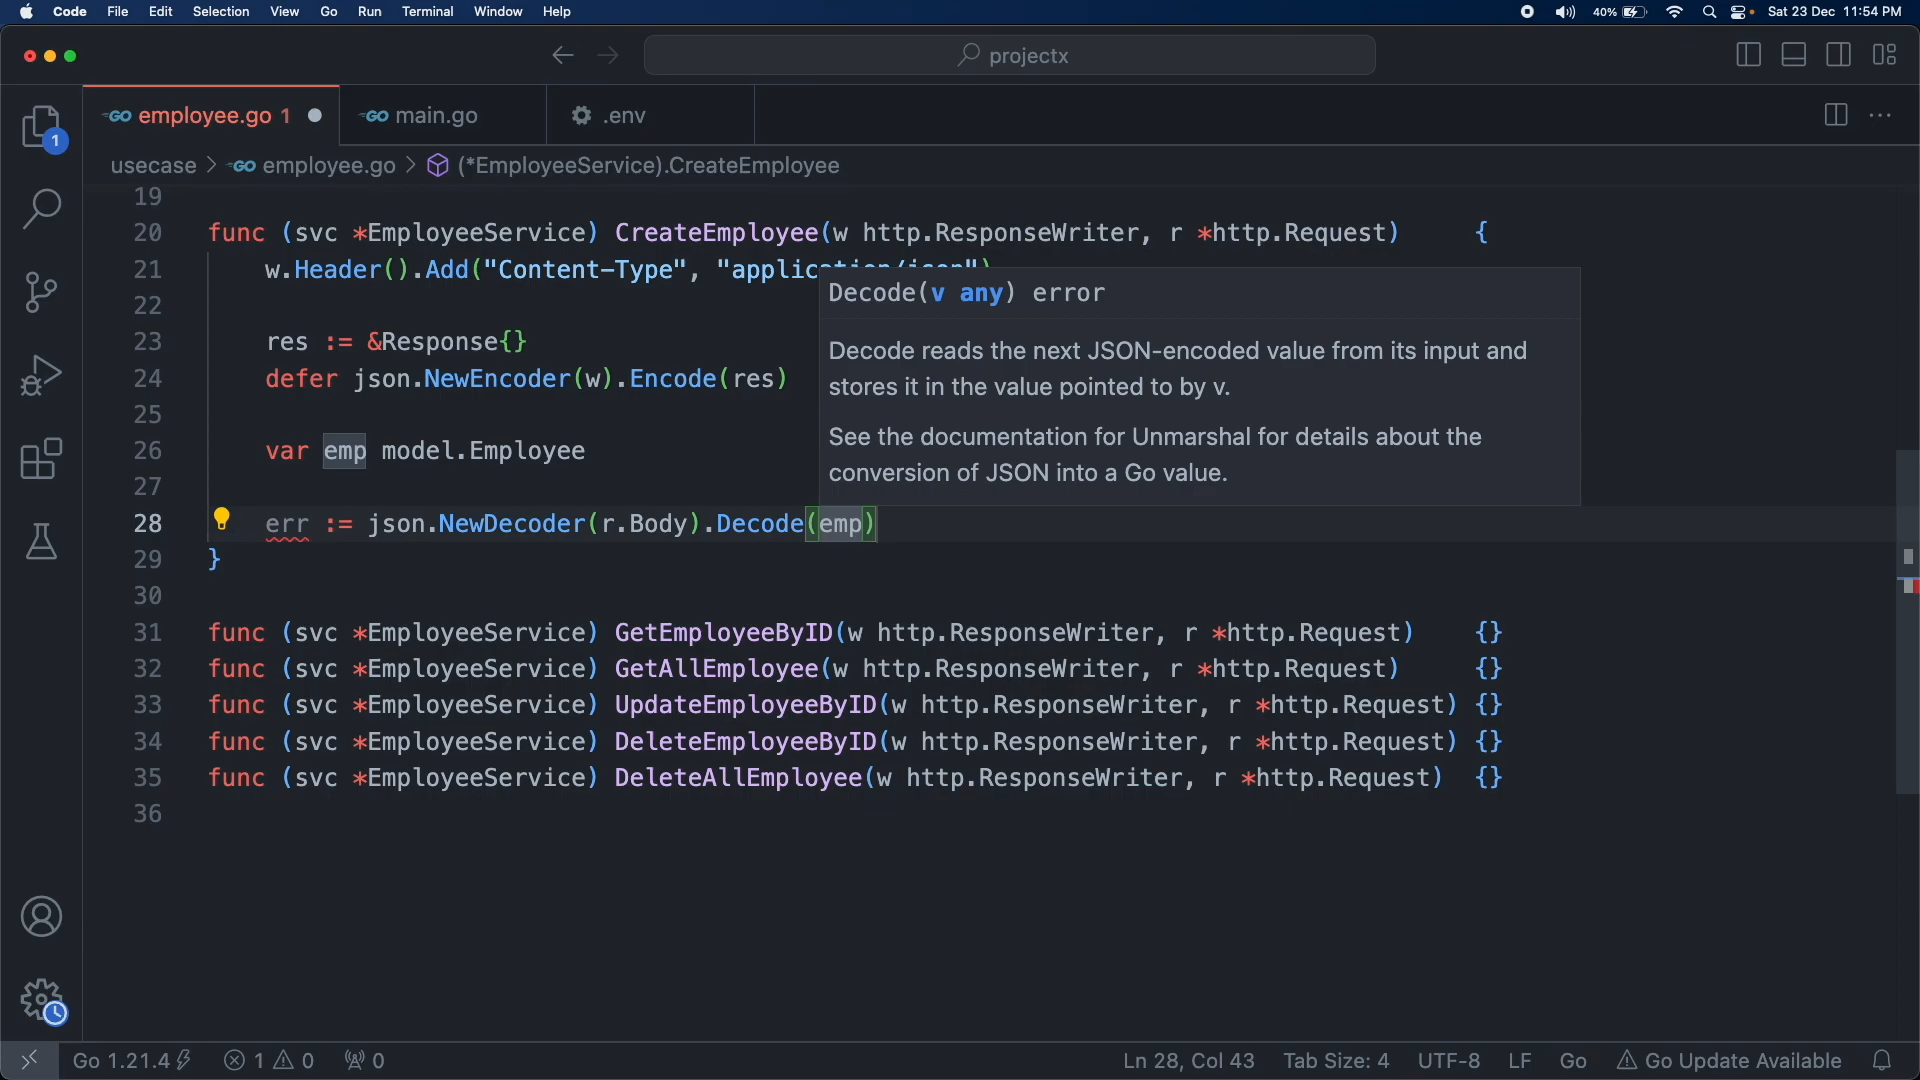 Code File Edit Selection View Go Run Terminal Window Help 40% Sat 23 Dec 11:54 PM
projectx
employee.go 1 main.go .env
1
usecase > employee.go > (*EmployeeService).CreateEmployee
19
20 func (svc *EmployeeService) CreateEmployee(w http.ResponseWriter, r *http.Request) {
21 w.Header().Add("Content-Type", "application/json")
22
23 res := &Response{}
24 defer json.NewEncoder(w).Encode(res)
25
26 var emp model.Employee
27
28 err := json.NewDecoder(r.Body).Decode(emp)
29 }
30
31 func (svc *EmployeeService) GetEmployeeByID(w http.ResponseWriter, r *http.Request) {}
32 func (svc *EmployeeService) GetAllEmployee(w http.ResponseWriter, r *http.Request) {}
33 func (svc *EmployeeService) UpdateEmployeeByID(w http.ResponseWriter, r *http.Request) {}
34 func (svc *EmployeeService) DeleteEmployeeByID(w http.ResponseWriter, r *http.Request) {}
35 func (svc *EmployeeService) DeleteAllEmployee(w http.ResponseWriter, r *http.Request) {}
36
Decode(v any) error
Decode reads the next JSON-encoded value from its input and
stores it in the value pointed to by v.
See the documentation for Unmarshal for details about the
conversion of JSON into a Go value.
Go 1.21.4 1 0 0 Ln 28, Col 43 Tab Size: 4 UTF-8 LF Go Go Update Available